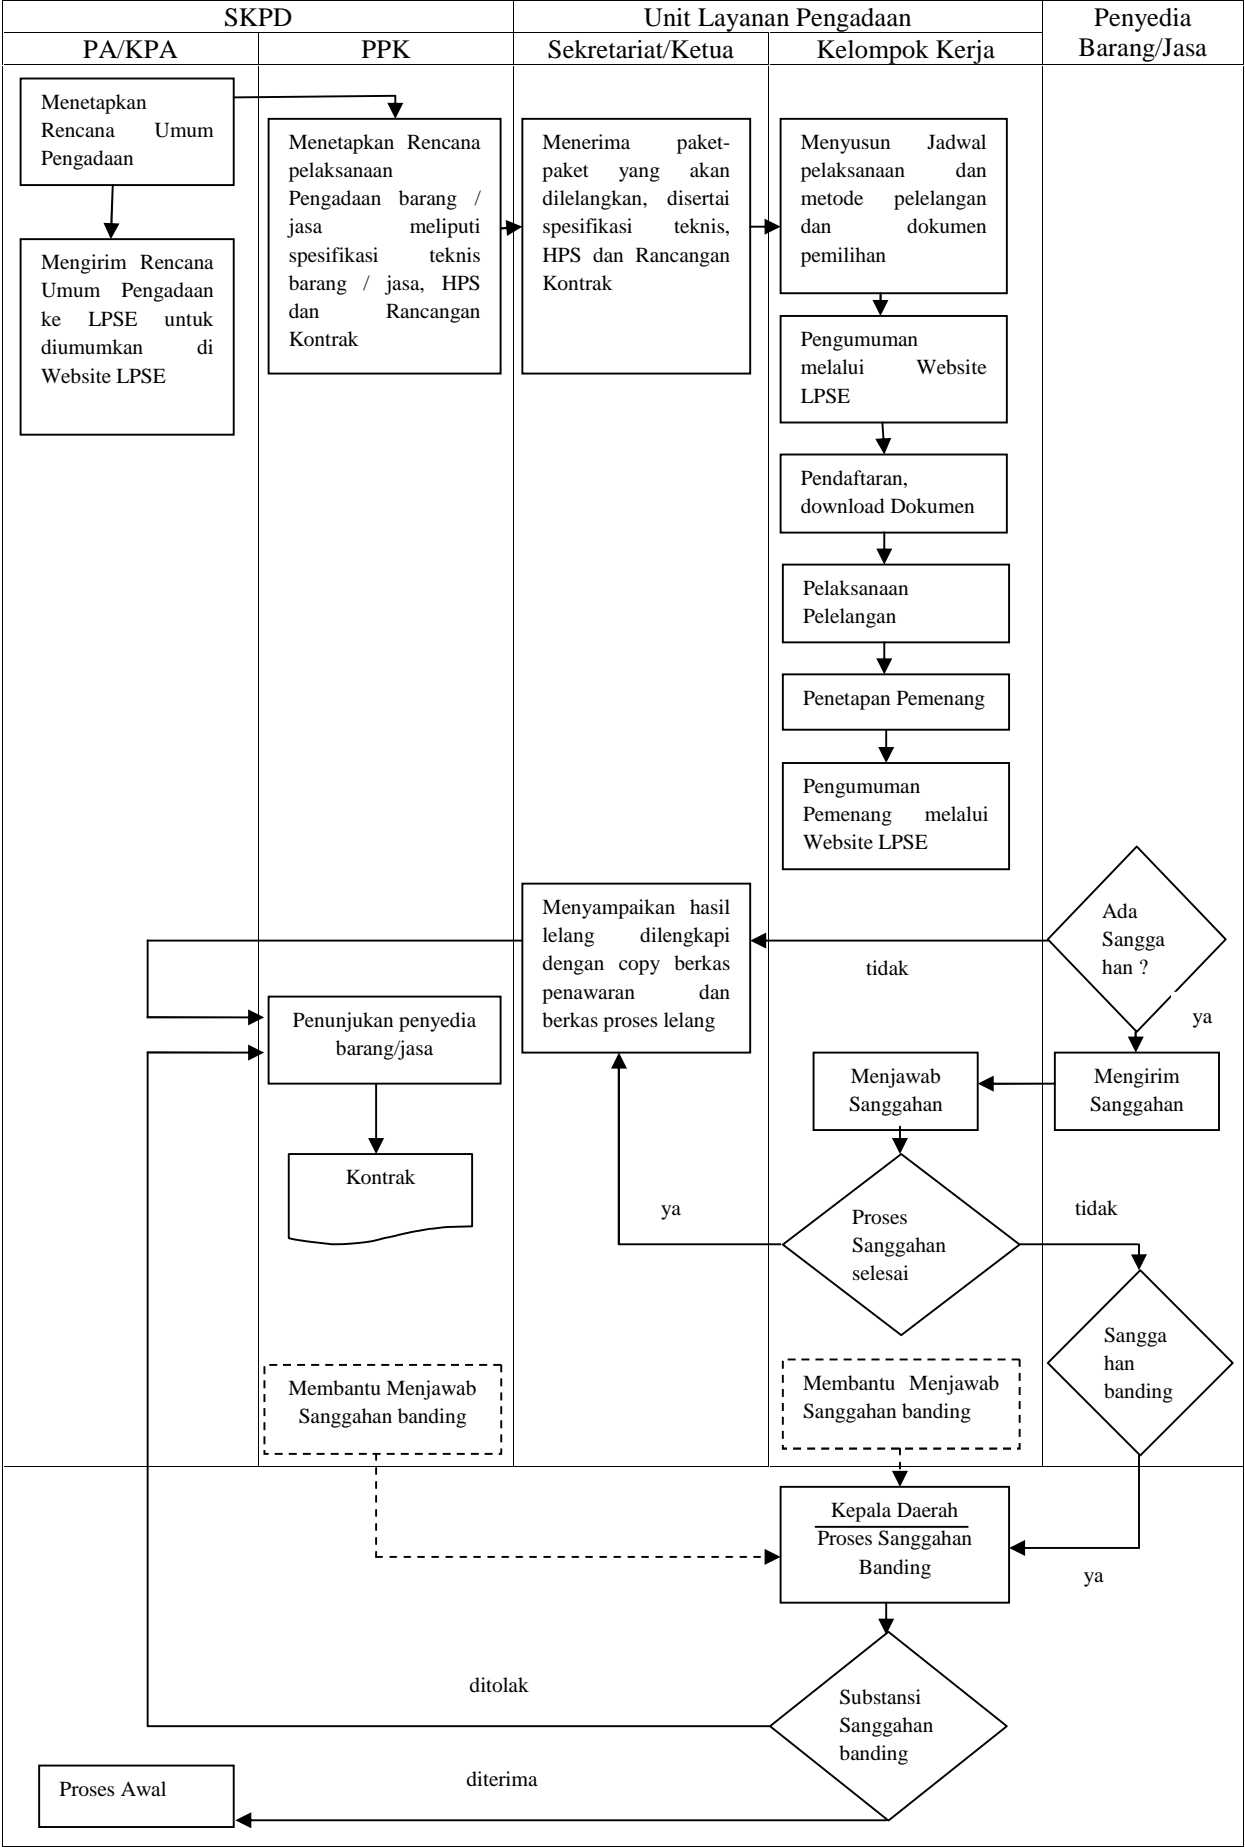 SKPD
Unit Layanan Pengadaan
Penyedia
Barang/Jasa
PA/KPA
PPK
Sekretariat/Ketua
Kelompok Kerja
Menetapkan
Rencana Umum
Pengadaan
Mengirim Rencana
Umum Pengadaan
ke LPSE untuk
diumumkan di
Website LPSE
Menetapkan Rencana
pelaksanaan
Pengadaan barang /
jasa meliputi
spesifikasi teknis
barang / jasa, HPS
dan Rancangan
Kontrak
Menerima paket-
paket yang akan
dilelangkan, disertai
spesifikasi teknis,
HPS dan Rancangan
Kontrak
Menyusun Jadwal
pelaksanaan dan
metode pelelangan
dan dokumen
pemilihan
Pengumuman
melalui Website
LPSE
Pendaftaran,
download Dokumen
Pelaksanaan
Pelelangan
Penetapan Pemenang
Pengumuman
Pemenang melalui
Website LPSE
Ada
Sangga
han ?
tidak
ya
Menyampaikan hasil
lelang dilengkapi
dengan copy berkas
penawaran dan
berkas proses lelang
Penunjukan penyedia
barang/jasa
Kontrak
Mengirim
Sanggahan
Menjawab
Sanggahan
Proses
Sanggahan
selesai
ya
tidak
Sangga
han
banding
Membantu Menjawab
Sanggahan banding
Membantu Menjawab
Sanggahan banding
Kepala Daerah
Proses Sanggahan
Banding
ya
Substansi
Sanggahan
banding
ditolak
diterima
Proses Awal